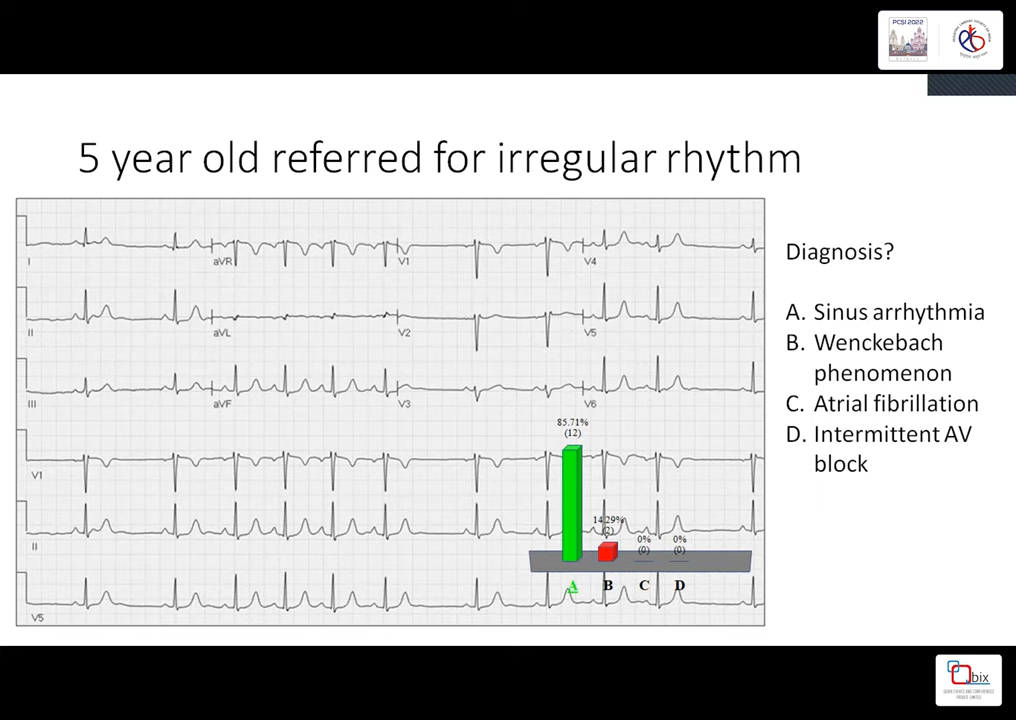 PCSI 2022
5 year old referred for irregular rhythm
I
aVR
V1
V4
II
aVL
V2
V5
III
aVF
V3
V6
V1
II
V5
85.71%
(12)
14.29%
(2)
0%
(0)
0%
(0)
A
B
C
D
Diagnosis?
A. Sinus arrhythmia
B. Wenckebach
phenomenon
C. Atrial fibrillation
D. Intermittent AV
block